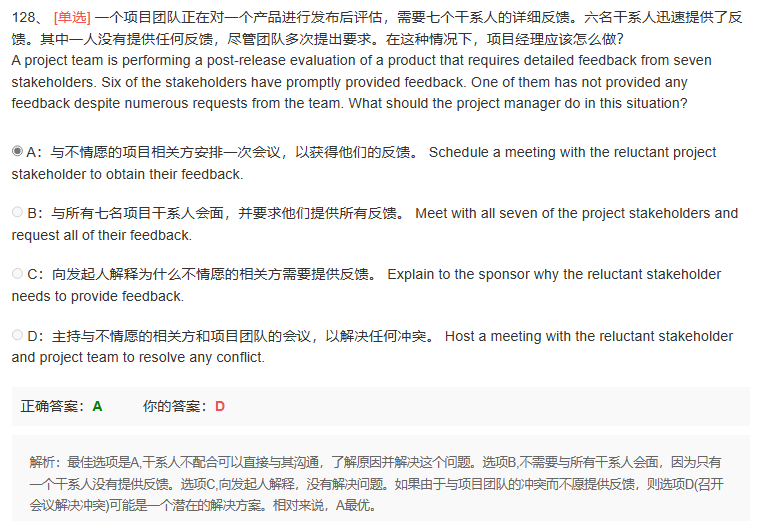 128、 [单选] 一个项目团队正在对一个产品进行发布后评估，需要七个干系人的详细反馈。六名干系人迅速提供了反
馈。其中一人没有提供任何反馈，尽管团队多次提出要求。在这种情况下，项目经理应该怎么做?
A project team is performing a post-release evaluation of a product that requires detailed feedback from seven
stakeholders. Six of the stakeholders have promptly provided feedback. One of them has not provided any
feedback despite numerous requests from the team. What should the project manager do in this situation?
A：与不情愿的项目相关方安排一次会议，以获得他们的反馈。 Schedule a meeting with the reluctant project
stakeholder to obtain their feedback.
B：与所有七名项目干系人会面，并要求他们提供所有反馈。 Meet with all seven of the project stakeholders and
request all of their feedback.
C：向发起人解释为什么不情愿的相关方需要提供反馈。 Explain to the sponsor why the reluctant stakeholder
needs to provide feedback.
D：主持与不情愿的相关方和项目团队的会议，以解决任何冲突。 Host a meeting with the reluctant stakeholder
and project team to resolve any conflict.
正确答案：A 你的答案：D
解析：最佳选项是A,干系人不配合可以直接与其沟通，了解原因并解决这个问题。选项B,不需要与所有干系人会面，因为只有
一个干系人没有提供反馈。选项C,向发起人解释，没有解决问题。如果由于与项目团队的冲突而不愿提供反馈，则选项D(召开
会议解决冲突)可能是一个潜在的解决方案。相对来说，A最优。